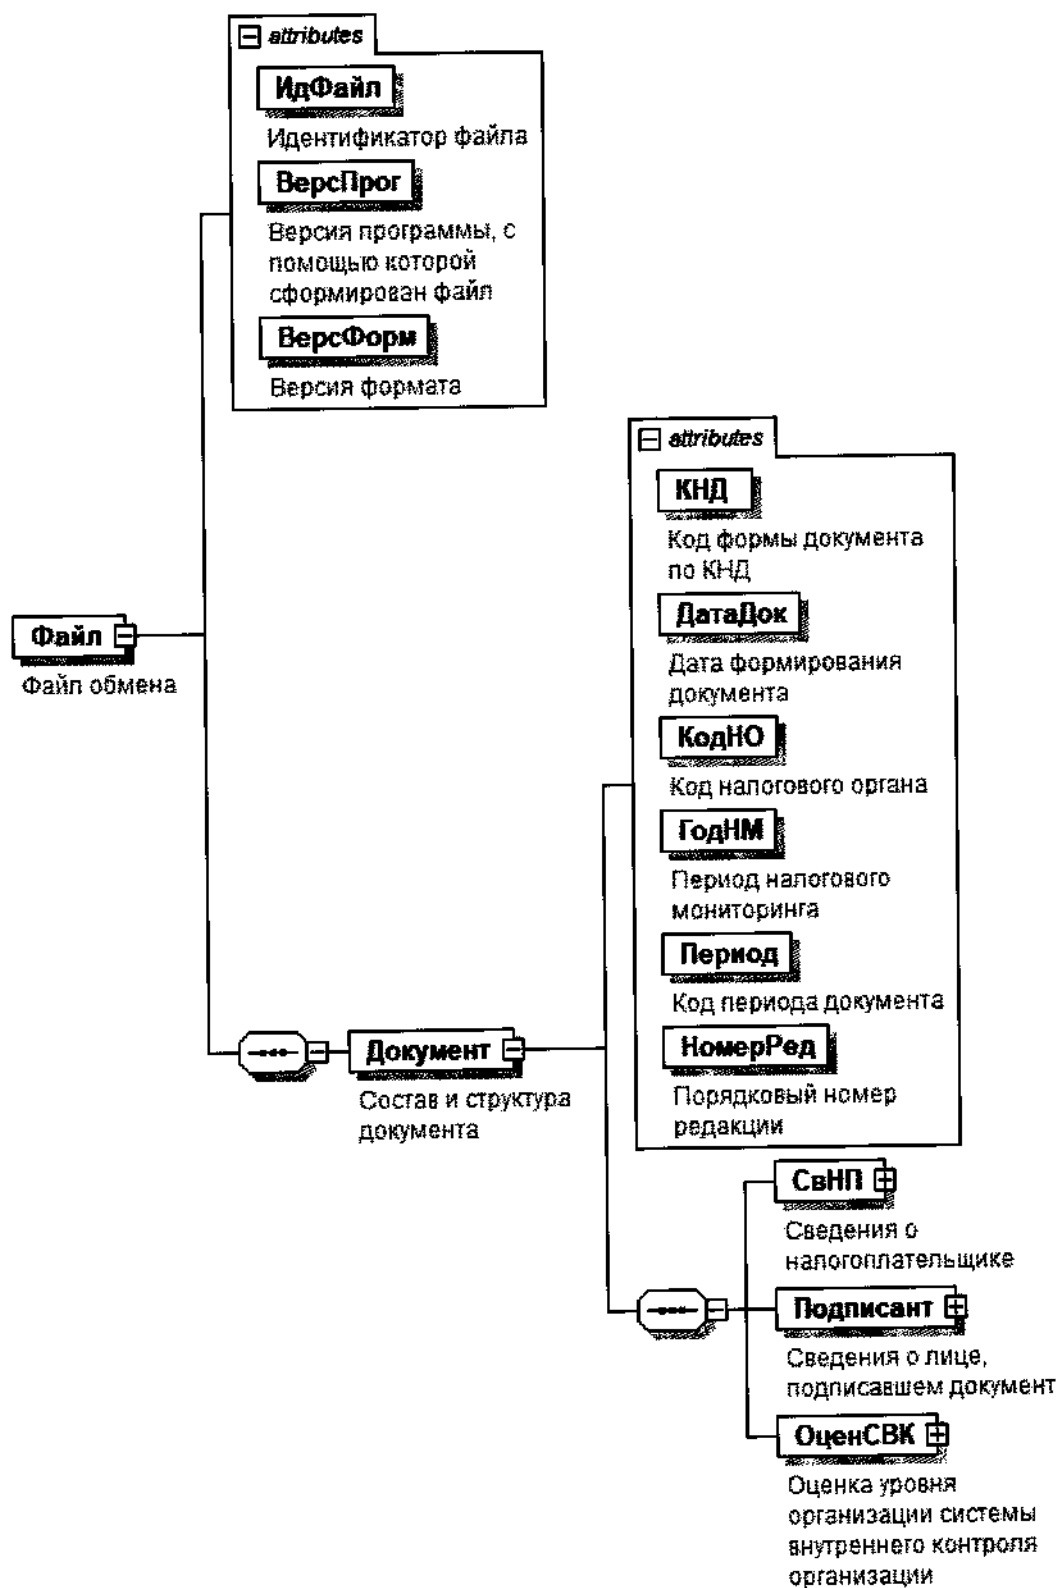 attributes
ИдФайл
Идентификатор файла
ВерсПрог
Версия программы, с
помощью которой
сформирован файл
ВерсФорм
Версия формата
attributes
КНД
Код формы документа
по КНД
ДатаДок
Дата формирования
документа
КодНО
Код налогового органа
ГодНМ
Период налогового
мониторинга
Период
Код периода документа
НомерРед
Порядковый номер
редакции
Файл
Файл обмена
Документ
Состав и структура
документа
СвНП
Сведения о
налогоплательщике
Подписант
Сведения о лице,
подписавшем документ
ОценСВК
Оценка уровня
организации системы
внутреннего контроля
организации